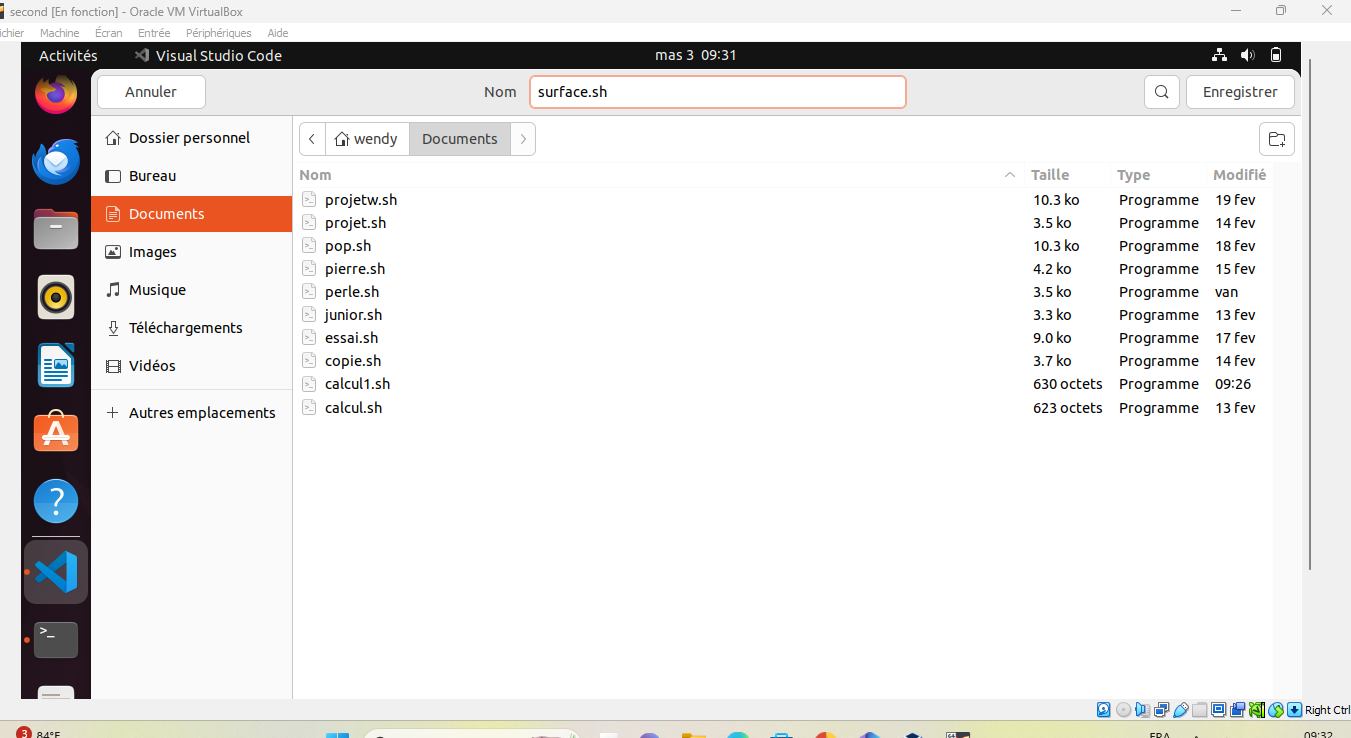 second [En fonction] - Oracle VM VirtualBox
ichier Machine Écran Entrée Périphériques Aide
Activités Visual Studio Code mas 3 09:31
Annuler Nom surface.sh Enregistrer
Dossier personnel
Bureau
Documents
Images
Musique
Téléchargements
Vidéos
+ Autres emplacements
wendy Documents
Nom Taille Type Modifié
projetw.sh 10.3 ko Programme 19 fev
projet.sh 3.5 ko Programme 14 fev
pop.sh 10.3 ko Programme 18 fev
pierre.sh 4.2 ko Programme 15 fev
perle.sh 3.5 ko Programme van
junior.sh 3.3 ko Programme 13 fev
essai.sh 9.0 ko Programme 17 fev
copie.sh 3.7 ko Programme 14 fev
calcul1.sh 630 octets Programme 09:26
calcul.sh 623 octets Programme 13 fev
Right Ctrl
3 84°F FRA 09:32